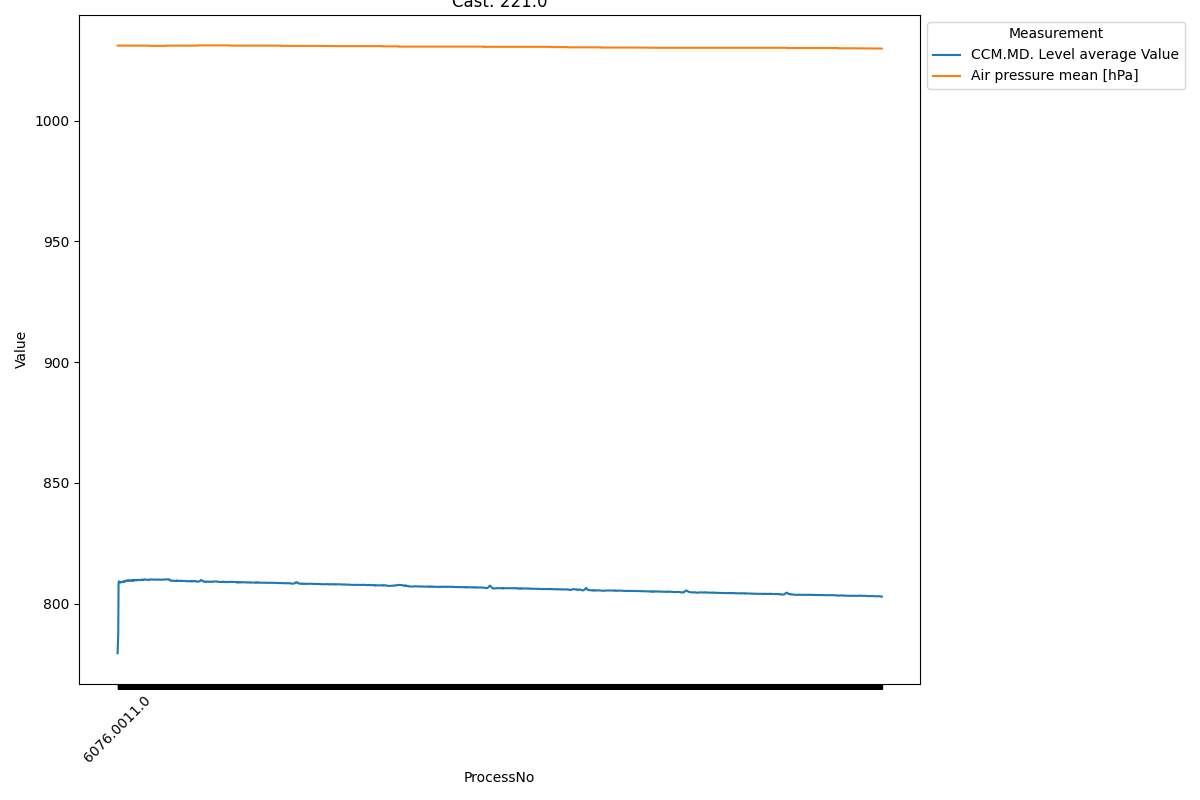 Cast: 221.0
Measurement
CCM.MD. Level average Value
Air pressure mean [hPa]
1000
950
900
850
800
Value
6076.0011.0
ProcessNo